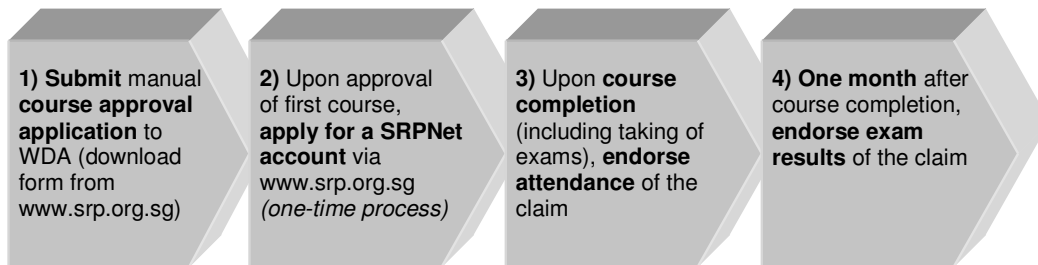 1) Submit manual
course approval
application to
WDA (download
form from
www.srp.org.sg)
2) Upon approval
of first course,
apply for a SRPNet
account via
www.srp.org.sg
(one-time process)
3) Upon course
completion
(including taking of
exams), endorse
attendance of the
claim
4) One month after
course completion,
endorse exam
results of the claim